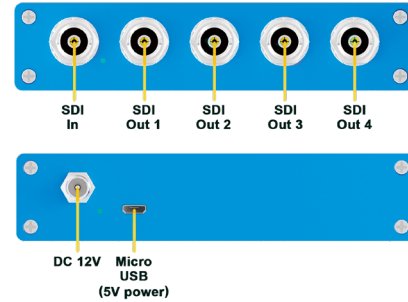 SDI In
SDI Out 1
SDI Out 2
SDI Out 3
SDI Out 4
DC 12V
Micro USB (5V power)